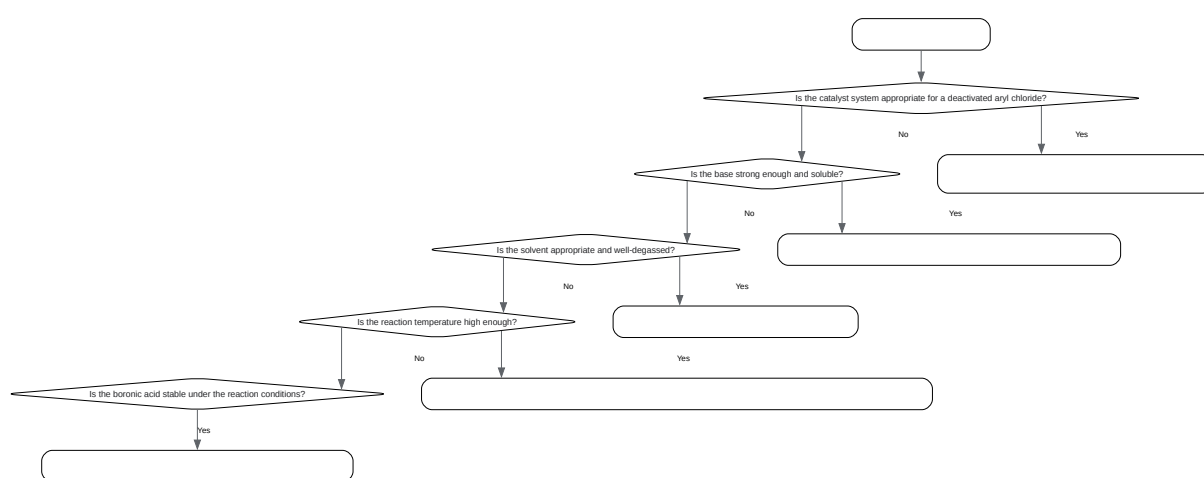 Is the catalyst system appropriate for a deactivated aryl chloride?
No
Yes
Is the base strong enough and soluble?
No
Yes
Is the solvent appropriate and well-degassed?
No
Yes
Is the reaction temperature high enough?
No
Yes
Is the boronic acid stable under the reaction conditions?
Yes